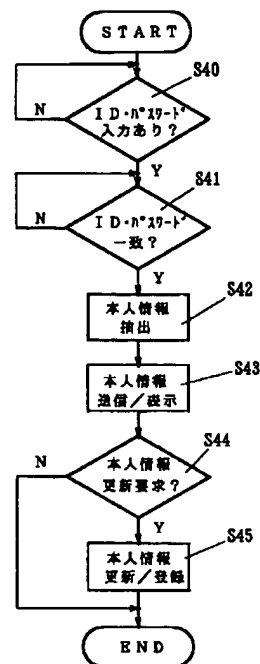 START
S40
ID・パスワード
入力あり?
N
Y
S41
ID・パスワード
一致?
N
Y
S42
本人情報
抽出
S43
本人情報
送信/表示
S44
N
本人情報
更新要求?
Y
S45
本人情報
更新/登録
END